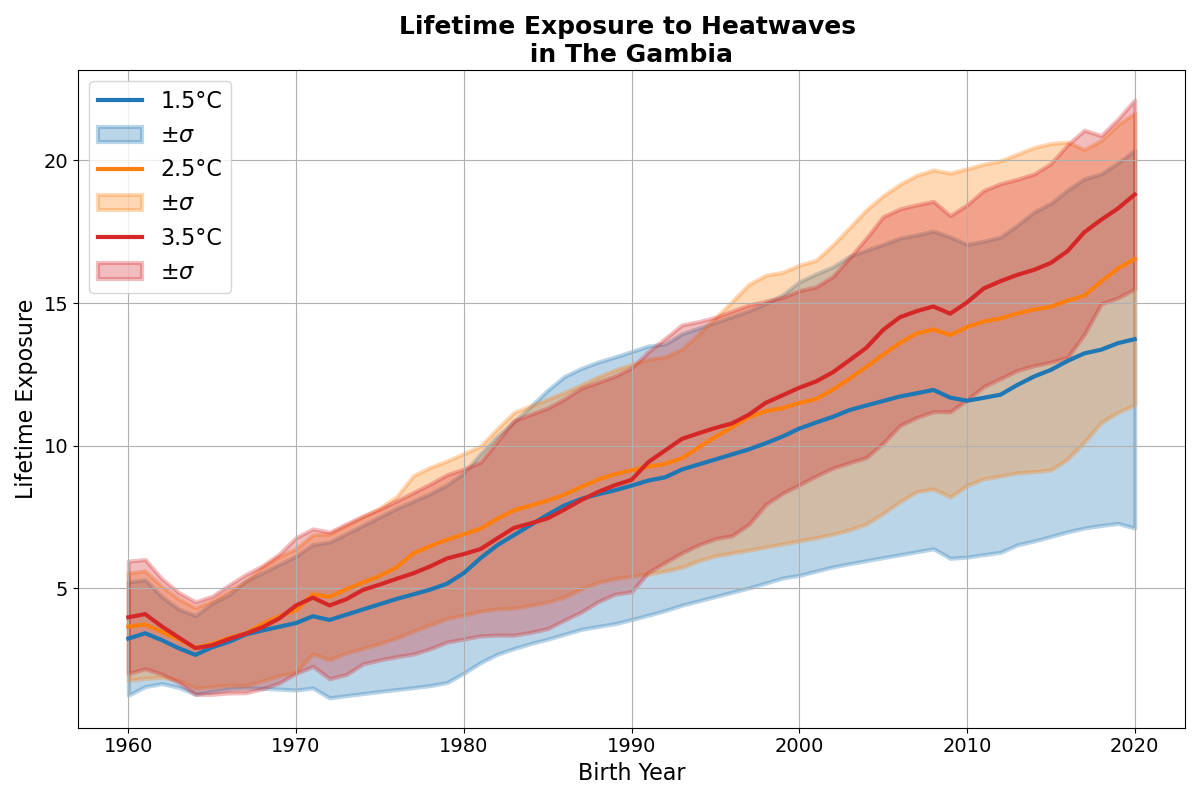 Lifetime Exposure to Heatwaves
in The Gambia
1.5°C
±σ
2.5°C
±σ
3.5°C
±σ
Lifetime Exposure
20
15
10
5
1960 1970 1980 1990 2000 2010 2020
Birth Year